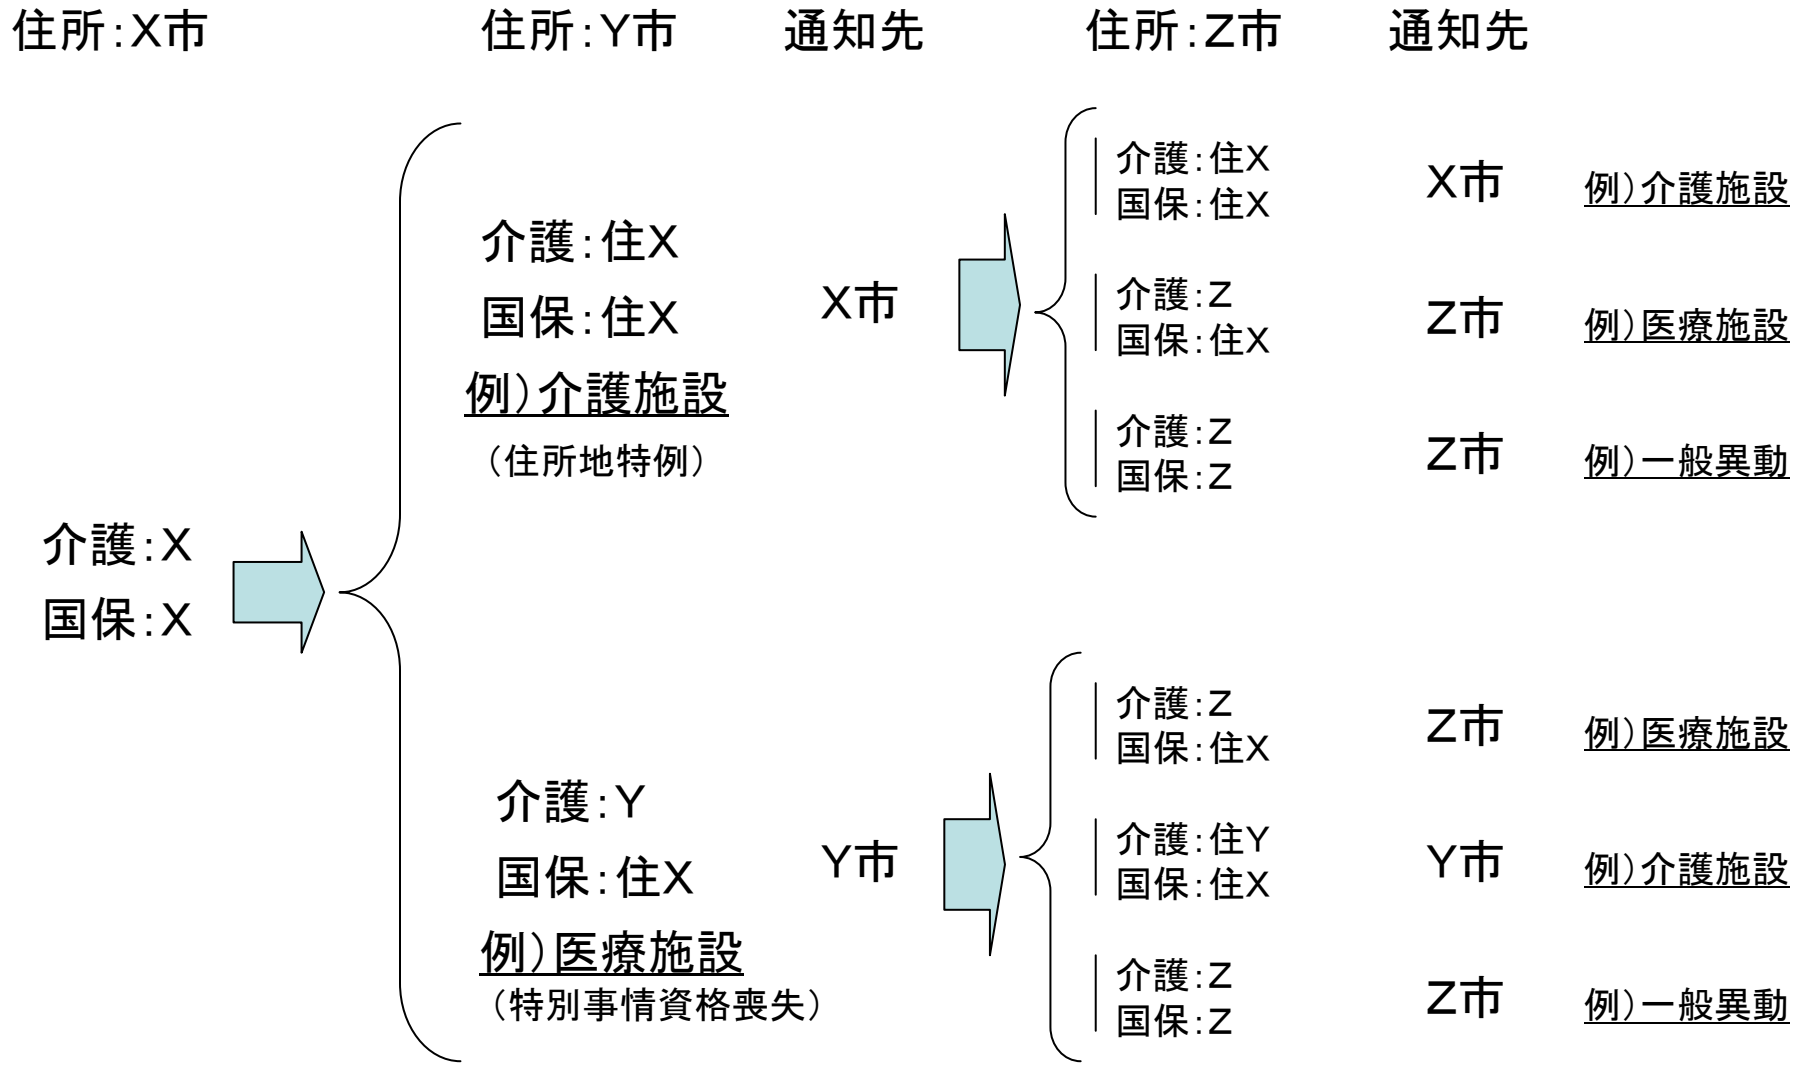 住所：X市 住所：Y市 通知先 住所：Z市 通知先
介護：X
国保：X
介護：住X
国保：住X
例）介護施設
（住所地特例）
X市
介護：住X
国保：住X
X市
例）介護施設
介護：Z
国保：住X
Z市
例）医療施設
介護：Z
国保：Z
Z市
例）一般異動
介護：Y
国保：住X
例）医療施設
（特別事情資格喪失）
Y市
介護：Z
国保：住X
Z市
例）医療施設
介護：住Y
国保：住X
Y市
例）介護施設
介護：Z
国保：Z
Z市
例）一般異動